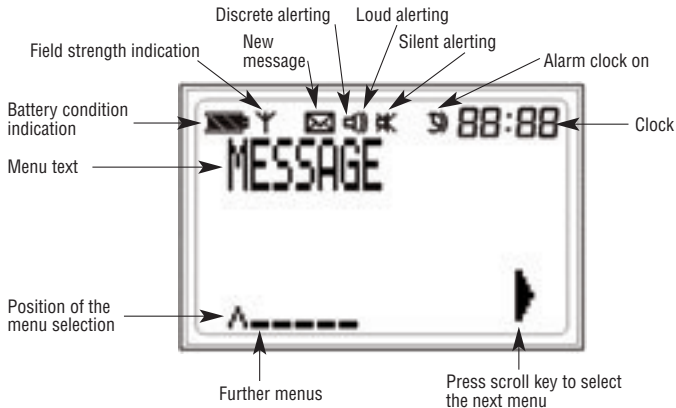 Discrete alerting
Loud alerting
Field strength indication
New
message
Silent alerting
Alarm clock on
Battery condition
indication
88:88
Clock
Menu text
MESSAGE
Position of the
menu selection
Further menus
Press scroll key to select
the next menu